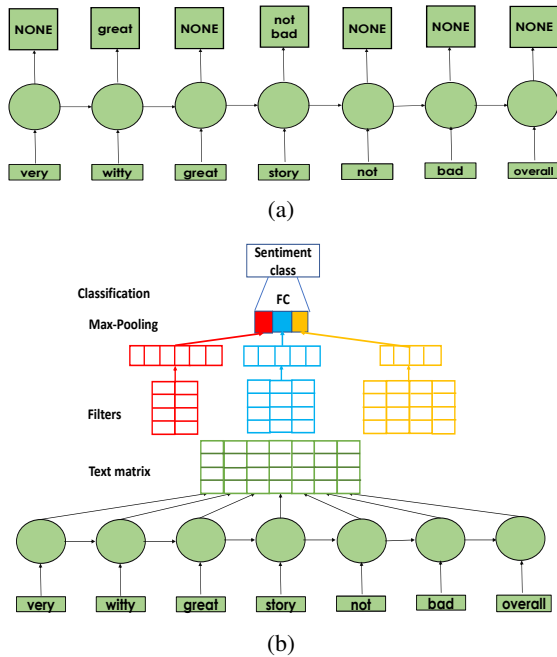 NONE great NONE not bad NONE NONE NONE
very witty great story not bad overall
(a)
Sentiment class
Classification
FC
Max-Pooling
Filters
Text matrix
very witty great story not bad overall
(b)